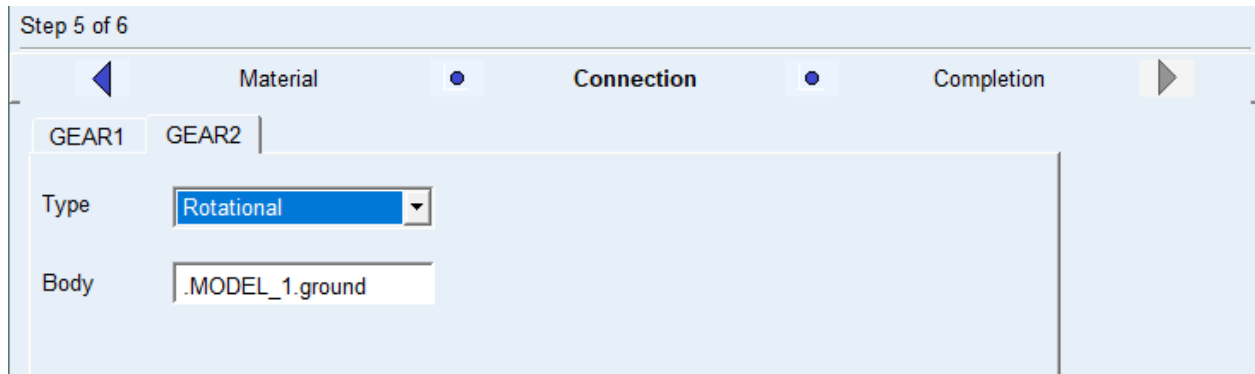 Step 5 of 6
Material Connection Completion
GEAR1 GEAR2
Type Rotational
Body .MODEL_1.ground